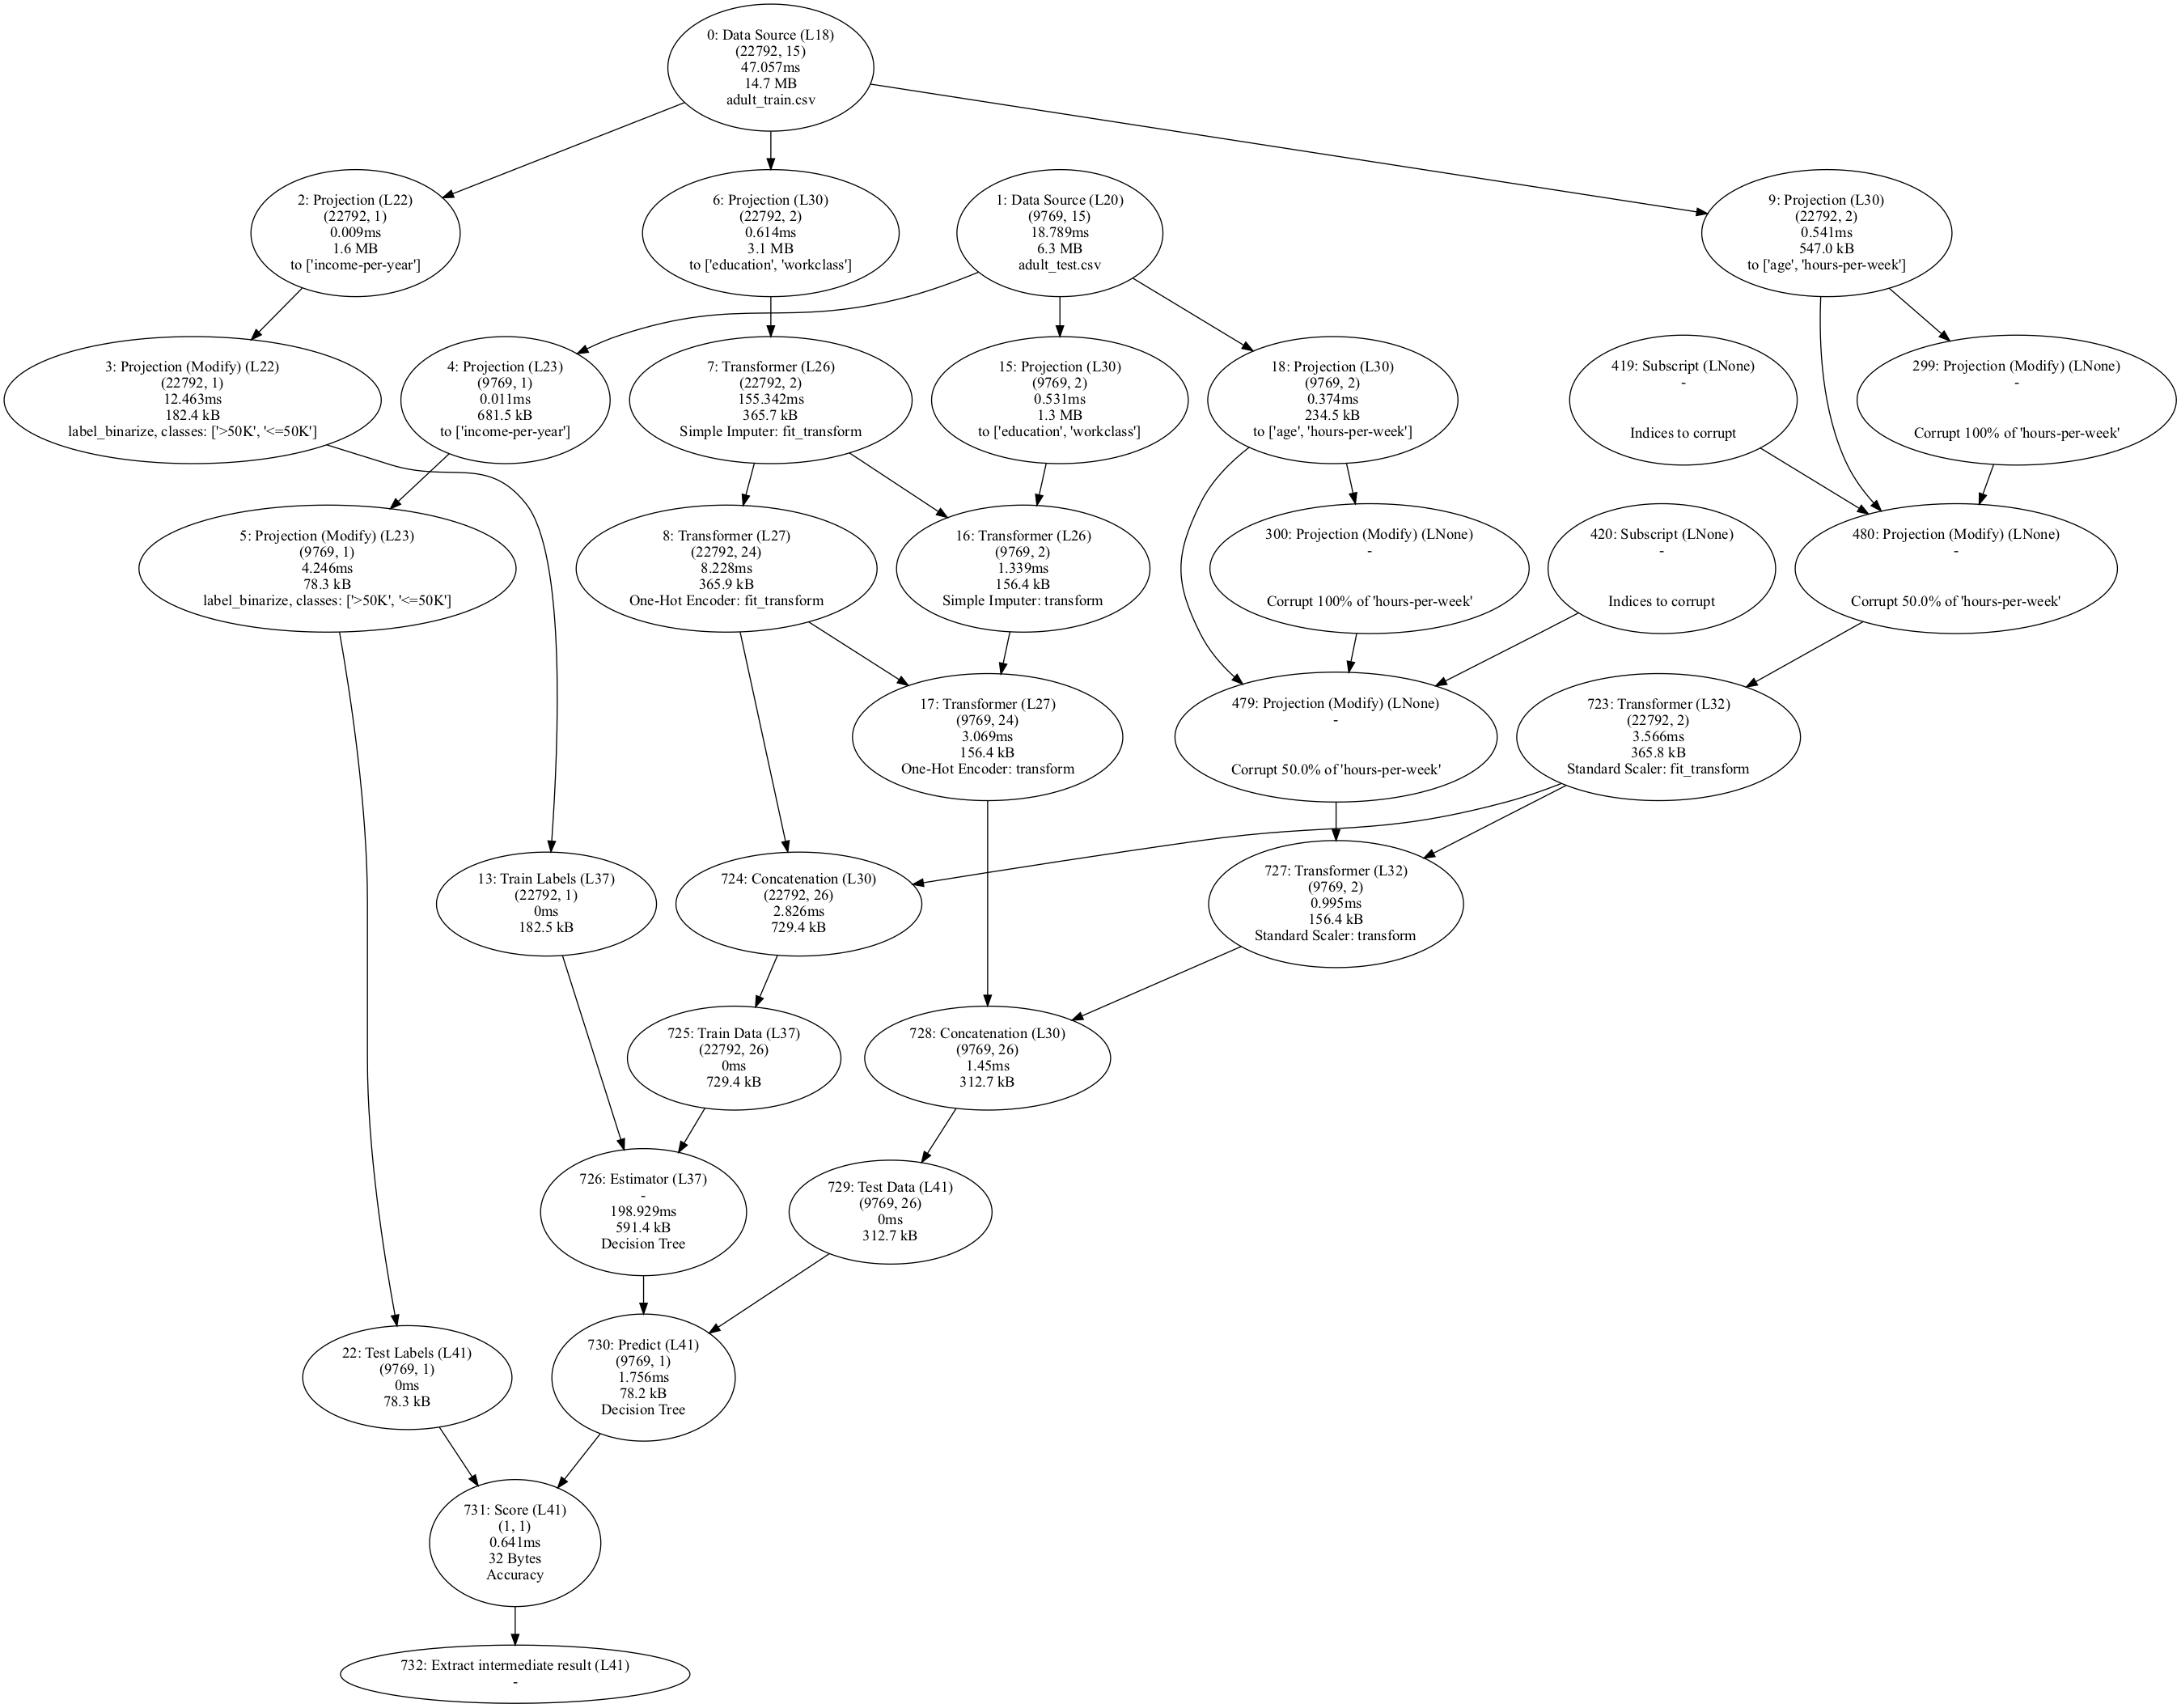 0: Data Source (L18)
(22792, 15)
47.057ms
14.7 MB
adult_train.csv
2: Projection (L22)
(22792, 1)
0.009ms
1.6 MB
to ['income-per-year']
6: Projection (L30)
(22792, 2)
0.614ms
3.1 MB
to ['education', 'workclass']
1: Data Source (L20)
(9769, 15)
18.789ms
6.3 MB
adult_test.csv
9: Projection (L30)
(22792, 2)
0.541ms
547.0 kB
to ['age', 'hours-per-week']
3: Projection (Modify) (L22)
(22792, 1)
12.463ms
182.4 kB
label_binarize, classes: ['>50K', '<=50K']
4: Projection (L23)
(9769, 1)
0.011ms
681.5 kB
to ['income-per-year']
7: Transformer (L26)
(22792, 2)
155.342ms
365.7 kB
Simple Imputer: fit_transform
15: Projection (L30)
(9769, 2)
0.531ms
1.3 MB
to ['education', 'workclass']
18: Projection (L30)
(9769, 2)
0.374ms
234.5 kB
to ['age', 'hours-per-week']
419: Subscript (LNone)
-
Indices to corrupt
299: Projection (Modify) (LNone)
-
Corrupt 100% of 'hours-per-week'
5: Projection (Modify) (L23)
(9769, 1)
4.246ms
78.3 kB
label_binarize, classes: ['>50K', '<=50K']
8: Transformer (L27)
(22792, 24)
8.228ms
365.9 kB
One-Hot Encoder: fit_transform
16: Transformer (L26)
(9769, 2)
1.339ms
156.4 kB
Simple Imputer: transform
300: Projection (Modify) (LNone)
-
Corrupt 100% of 'hours-per-week'
420: Subscript (LNone)
-
Indices to corrupt
480: Projection (Modify) (LNone)
-
Corrupt 50.0% of 'hours-per-week'
17: Transformer (L27)
(9769, 24)
3.069ms
156.4 kB
One-Hot Encoder: transform
479: Projection (Modify) (LNone)
-
Corrupt 50.0% of 'hours-per-week'
723: Transformer (L32)
(22792, 2)
3.566ms
365.8 kB
Standard Scaler: fit_transform
13: Train Labels (L37)
(22792, 1)
0ms
182.5 kB
724: Concatenation (L30)
(22792, 26)
2.826ms
729.4 kB
727: Transformer (L32)
(9769, 2)
0.995ms
156.4 kB
Standard Scaler: transform
725: Train Data (L37)
(22792, 26)
0ms
729.4 kB
728: Concatenation (L30)
(9769, 26)
1.45ms
312.7 kB
726: Estimator (L37)
-
198.929ms
591.4 kB
Decision Tree
729: Test Data (L41)
(9769, 26)
0ms
312.7 kB
22: Test Labels (L41)
(9769, 1)
0ms
78.3 kB
730: Predict (L41)
(9769, 1)
1.756ms
78.2 kB
Decision Tree
731: Score (L41)
(1, 1)
0.641ms
32 Bytes
Accuracy
732: Extract intermediate result (L41)
-